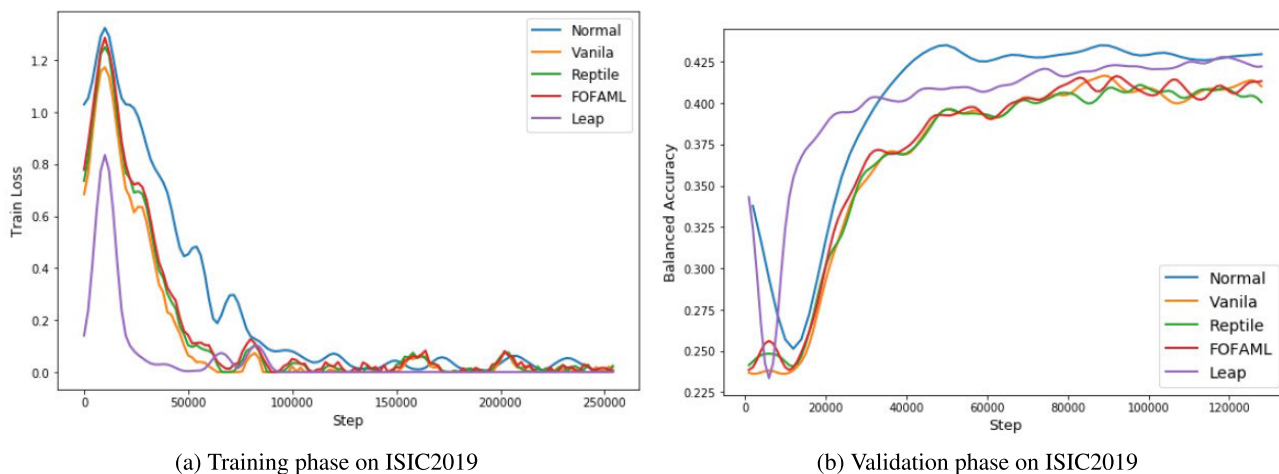 1.2
1.0
0.8
0.6
0.4
0.2
0.0
Train Loss
0
50000
100000
150000
200000
250000
Step
Normal
Vanila
Reptile
FOFAML
Leap
(a) Training phase on ISIC2019
0.425
0.400
0.375
0.350
0.325
0.300
0.275
0.250
0.225
Balanced Accuracy
0
20000
40000
60000
80000
100000
120000
Step
Normal
Vanila
Reptile
FOFAML
Leap
(b) Validation phase on ISIC2019